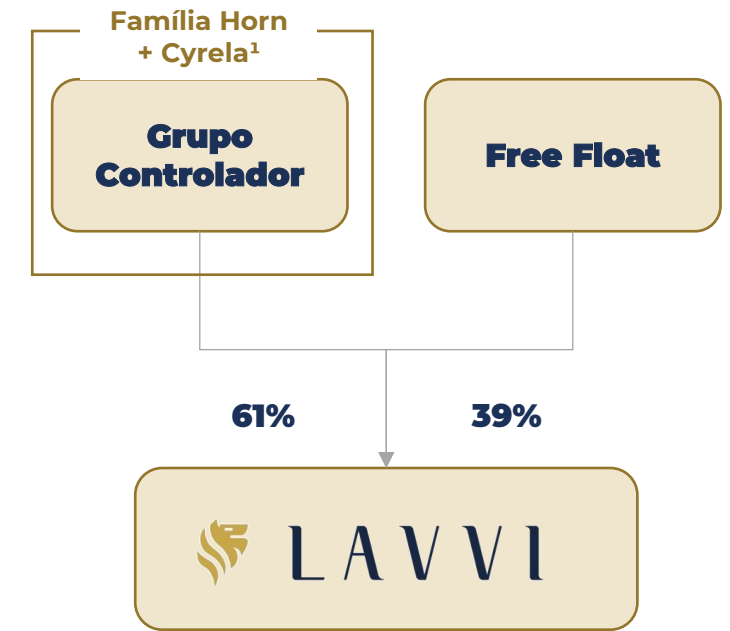 Família Horn
+ Cyrela¹
Grupo
Controlador
Free Float
61%
39%
LAVVI